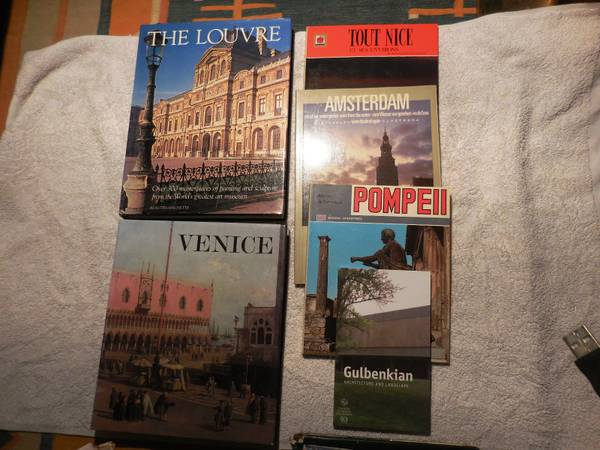 THE LOUVRE
Over 300 masterpieces of painting and sculpture
from the World's greatest art museum
VENICE
TOUT NICE
ET SES ENVIRONS
AMSTERDAM
POMPEII
Gulbenkian
ARCHITECTURE AND LANDSCAPE